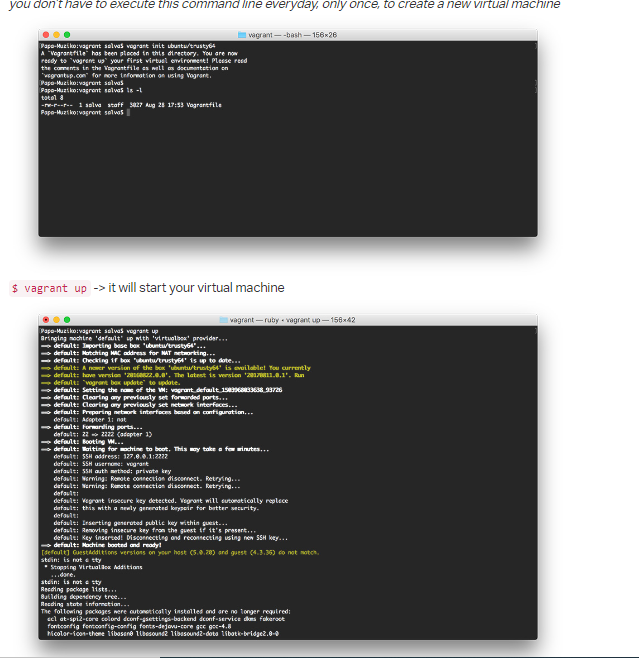 you don't have to execute this command line everyday, only once, to create a new virtual machine
vagrant — -bash — 156×26
Papa-Muziko:vagrant salva$ vagrant init ubuntu/trusty64
A `Vagrantfile` has been placed in this directory. You are now
ready to `vagrant up` your first virtual environment! Please read
the comments in the Vagrantfile as well as documentation on
`vagrantup.com` for more information on using Vagrant.
Papa-Muziko:vagrant salva$
Papa-Muziko:vagrant salva$ ls -l
total 8
-rw-r--r-- 1 salva staff 3027 Aug 28 17:53 Vagrantfile
Papa-Muziko:vagrant salva$
$ vagrant up -> it will start your virtual machine
vagrant — ruby ◂ vagrant up — 156×42
Papa-Muziko:vagrant salva$ vagrant up
Bringing machine 'default' up with 'virtualbox' provider...
==> default: Importing base box 'ubuntu/trusty64'...
==> default: Matching MAC address for NAT networking...
==> default: Checking if box 'ubuntu/trusty64' is up to date...
==> default: A newer version of the box 'ubuntu/trusty64' is available! You currently
==> default: have version '20160822.0.0'. The latest is version '20170811.0.1'. Run
==> default: `vagrant box update` to update.
==> default: Setting the name of the VM: vagrant_default_1503968033638_93726
==> default: Clearing any previously set forwarded ports...
==> default: Clearing any previously set network interfaces...
==> default: Preparing network interfaces based on configuration...
default: Adapter 1: nat
==> default: Forwarding ports...
default: 22 => 2222 (adapter 1)
==> default: Booting VM...
==> default: Waiting for machine to boot. This may take a few minutes...
default: SSH address: 127.0.0.1:2222
default: SSH username: vagrant
default: SSH auth method: private key
default: Warning: Remote connection disconnect. Retrying...
default: Warning: Remote connection disconnect. Retrying...
default:
default: Vagrant insecure key detected. Vagrant will automatically replace
default: this with a newly generated keypair for better security.
default:
default: Inserting generated public key within guest...
default: Removing insecure key from the guest if it's present...
default: Key inserted! Disconnecting and reconnecting using new SSH key...
==> default: Machine booted and ready!
[default] GuestAdditions versions on your host (5.0.20) and guest (4.3.36) do not match.
stdin: is not a tty
* Stopping VirtualBox Additions
...done.
stdin: is not a tty
Reading package lists...
Building dependency tree...
Reading state information...
The following packages were automatically installed and are no longer required:
acl at-spi2-core colord dconf-gsettings-backend dconf-service dkms fakeroot
fontconfig fontconfig-config fonts-dejavu-core gcc gcc-4.8
hicolor-icon-theme libasan0 libasound2 libasound2-data libatk-bridge2.0-0